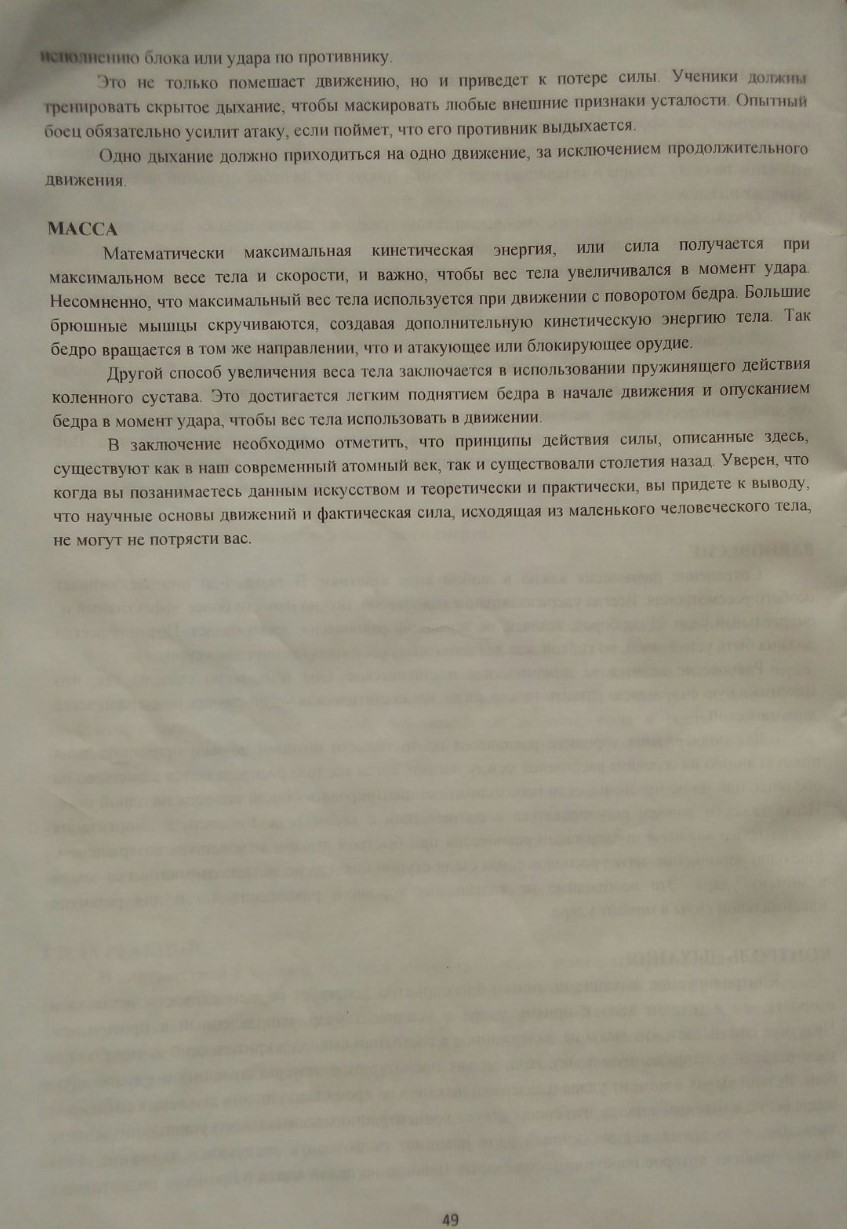 исполнению блока или удара по противнику.
Это не только помешает движению, но и приведет к потере силы. Ученики должны
тренировать скрытое дыхание, чтобы маскировать любые внешние признаки усталости. Опытный
боец обязательно усилит атаку, если поймет, что его противник выдыхается.
Одно дыхание должно приходиться на одно движение, за исключением продолжительного
движения.
МАССА
Математически максимальная кинетическая энергия, или сила получается при
максимальном весе тела и скорости, и важно, чтобы вес тела увеличивался в момент удара.
Несомненно, что максимальный вес тела используется при движении с поворотом бедра. Большие
брюшные мышцы скручиваются, создавая дополнительную кинетическую энергию тела. Так
бедро вращается в том же направлении, что и атакующее или блокирующее орудие.
Другой способ увеличения веса тела заключается в использовании пружинящего действия
коленного сустава. Это достигается легким поднятием бедра в начале движения и опусканием
бедра в момент удара, чтобы вес тела использовать в движении.
В заключение необходимо отметить, что принципы действия силы, описанные здесь,
существуют как в наш современный атомный век, так и существовали столетия назад. Уверен, что
когда вы позанимаетесь данным искусством и теоретически и практически, вы придете к выводу,
что научные основы движений и фактическая сила, исходящая из маленького человеческого тела,
не могут не потрясти вас.
49